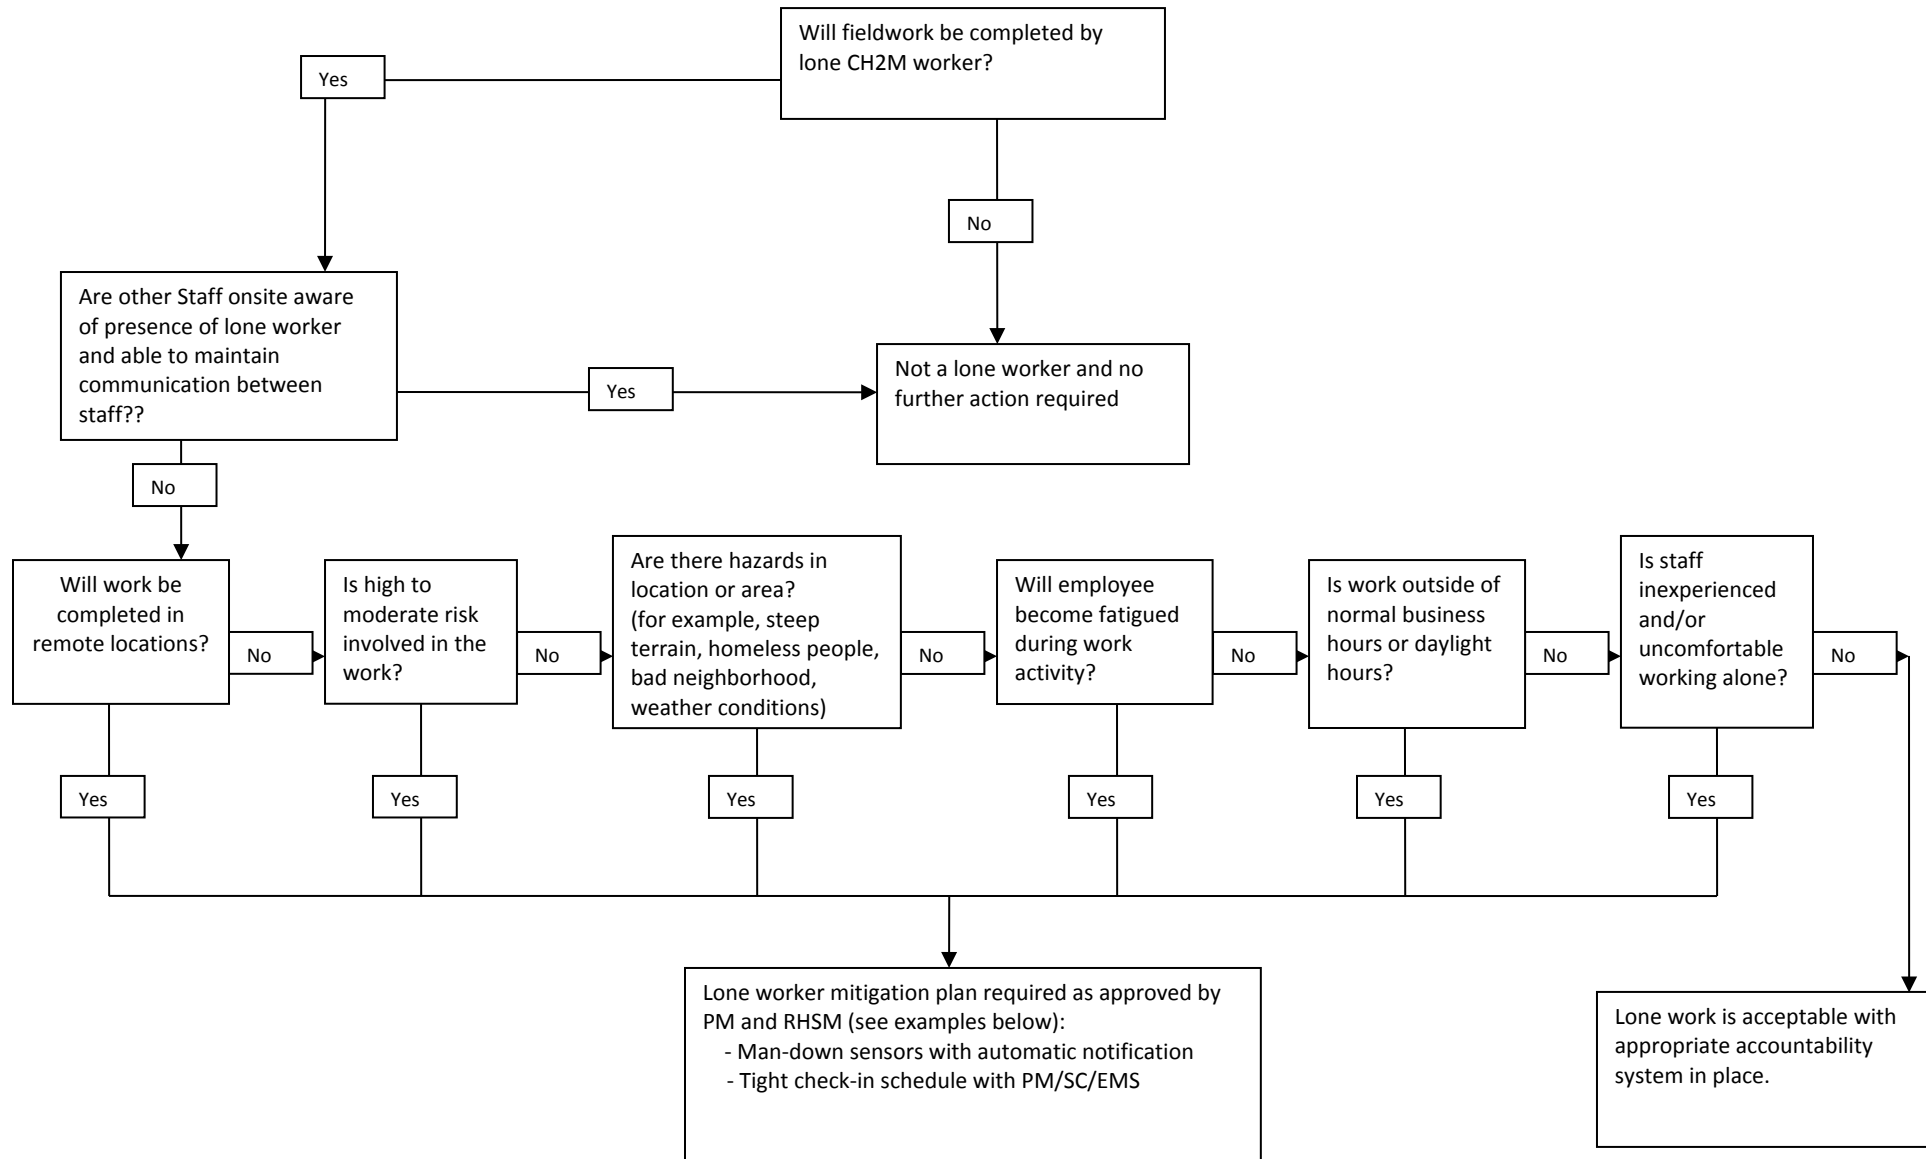 Will fieldwork be completed by
lone CH2M worker?
Yes
No
Are other Staff onsite aware
of presence of lone worker
and able to maintain
communication between
staff??
Yes
Not a lone worker and no
further action required
No
Will work be
completed in
remote locations?
No
Is high to
moderate risk
involved in the
work?
No
Are there hazards in
location or area?
(for example, steep
terrain, homeless people,
bad neighborhood,
weather conditions)
No
Will employee
become fatigued
during work
activity?
No
Is work outside of
normal business
hours or daylight
hours?
No
Is staff
inexperienced
and/or
uncomfortable
working alone?
No
Yes
Yes
Yes
Yes
Yes
Yes
Lone worker mitigation plan required as approved by
PM and RHSM (see examples below):
- Man-down sensors with automatic notification
- Tight check-in schedule with PM/SC/EMS
Lone work is acceptable with
appropriate accountability
system in place.